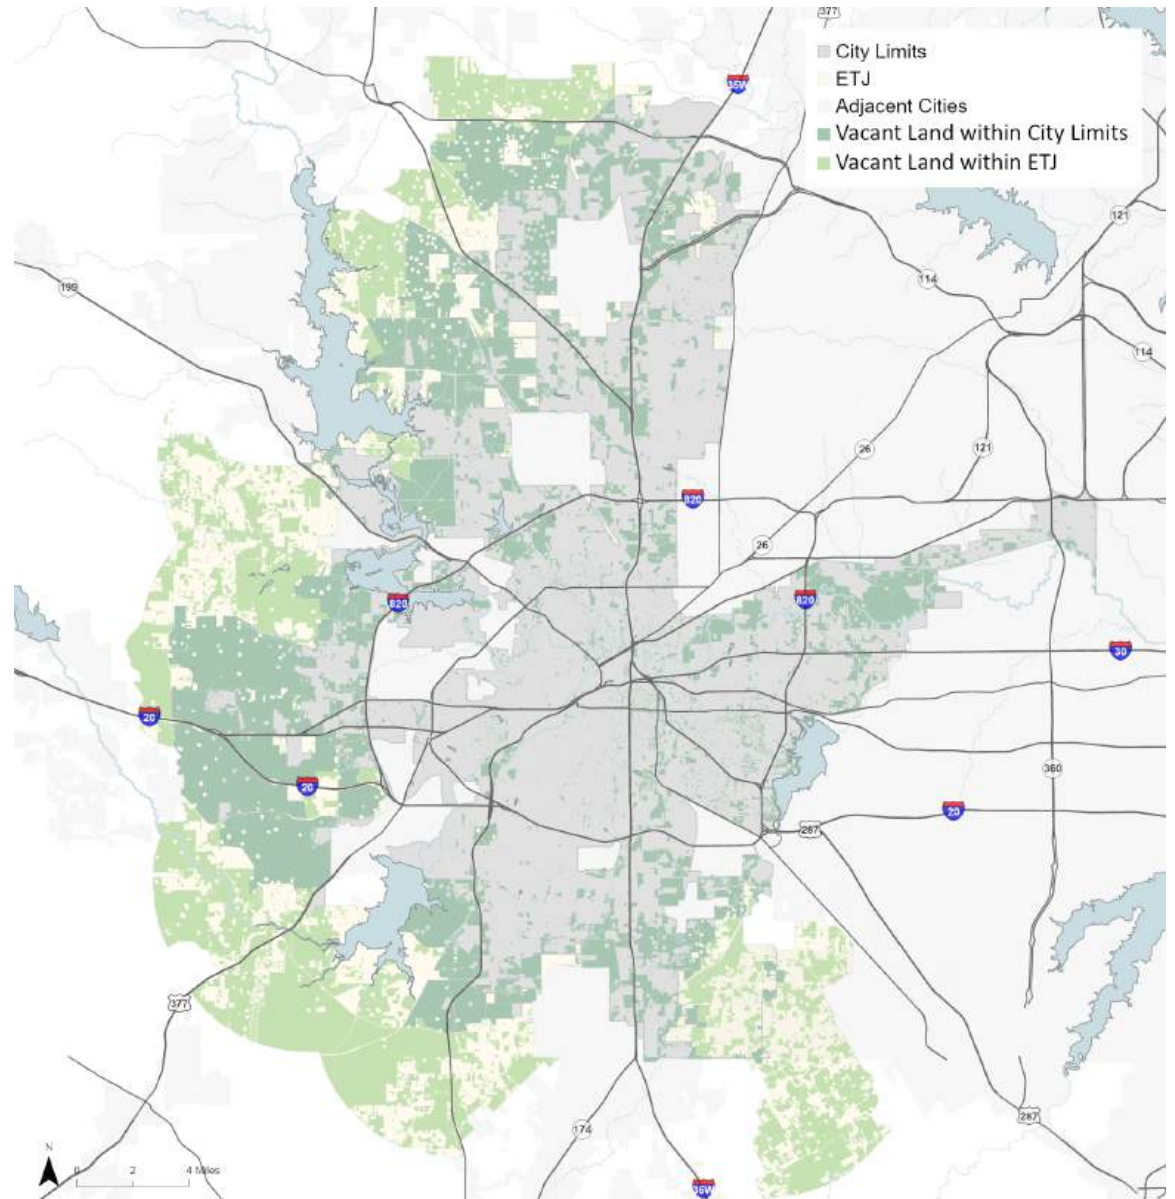 377
35W
City Limits
ETJ
Adjacent Cities
Vacant Land within City Limits
Vacant Land within ETJ
121
199
114
114
26
121
820
26
820
820
30
20
360
20
20
287
377
287
174
35W
N
0 2 4 Miles